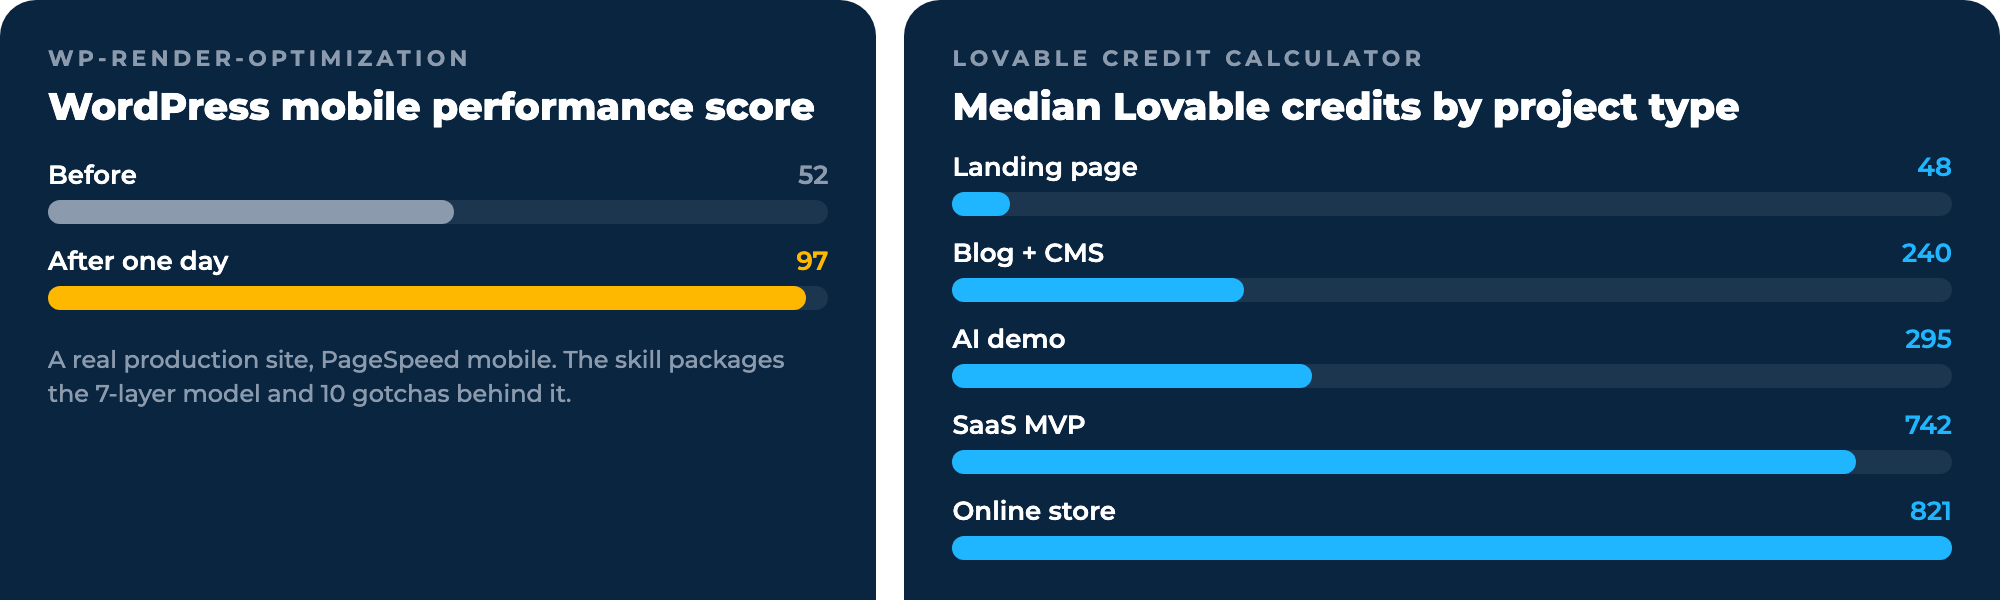 WP-RENDER-OPTIMIZATION
WordPress mobile performance score
Before 52
After one day 97
A real production site, PageSpeed mobile. The skill packages
the 7-layer model and 10 gotchas behind it.
LOVABLE CREDIT CALCULATOR
Median Lovable credits by project type
Landing page 48
Blog + CMS 240
AI demo 295
SaaS MVP 742
Online store 821